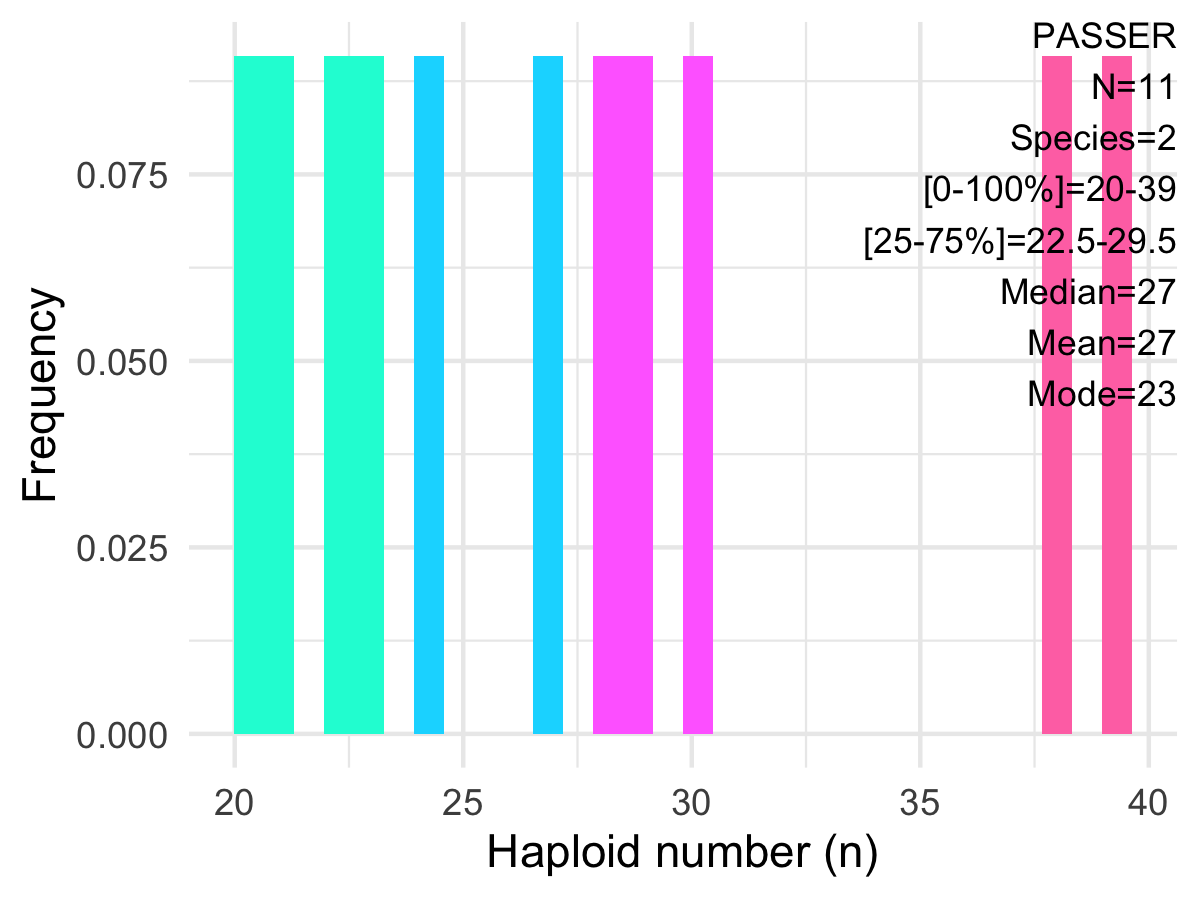 PASSER
N=11
Species=2
[0-100%]=20-39
[25-75%]=22.5-29.5
Median=27
Mean=27
Mode=23
Frequency
0.075
0.050
0.025
0.000
20 25 30 35 40
Haploid number (n)